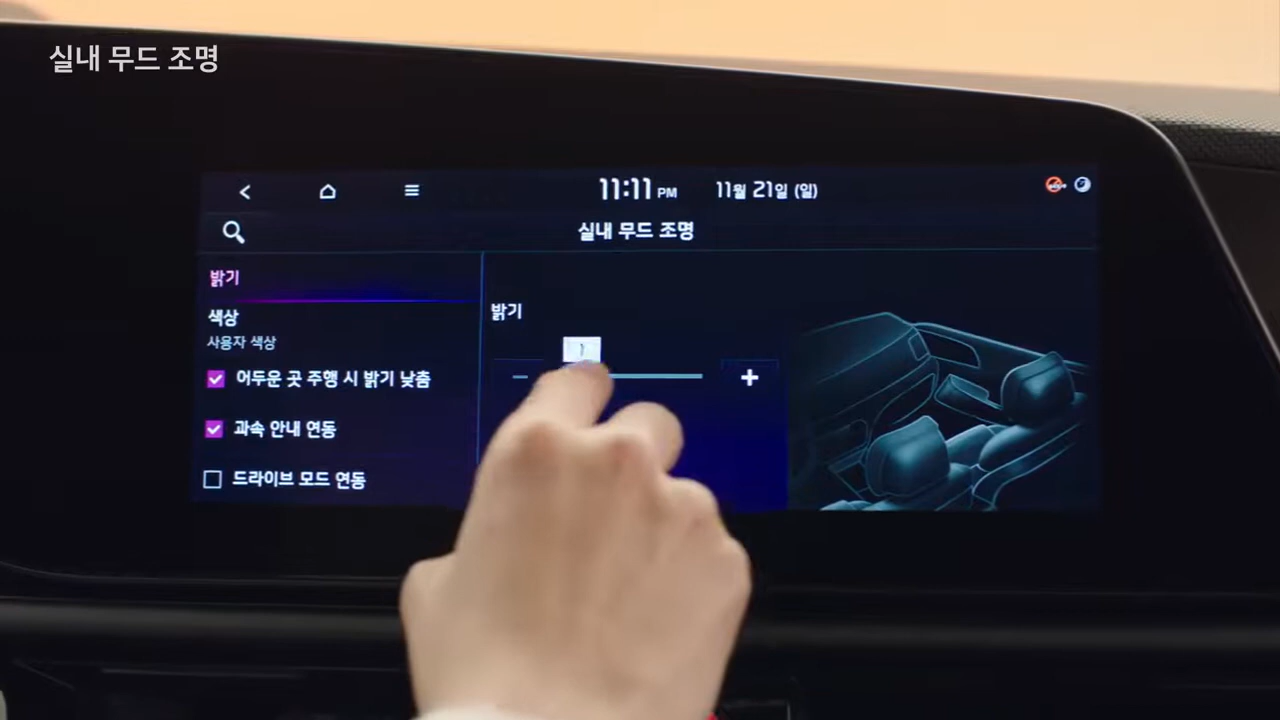 실내 무드 조명
11:11 PM 11월 21일 (일)
실내 무드 조명
밝기
색상
사용자 색상
어두운 곳 주행 시 밝기 낮춤
과속 안내 연동
드라이브 모드 연동
밝기